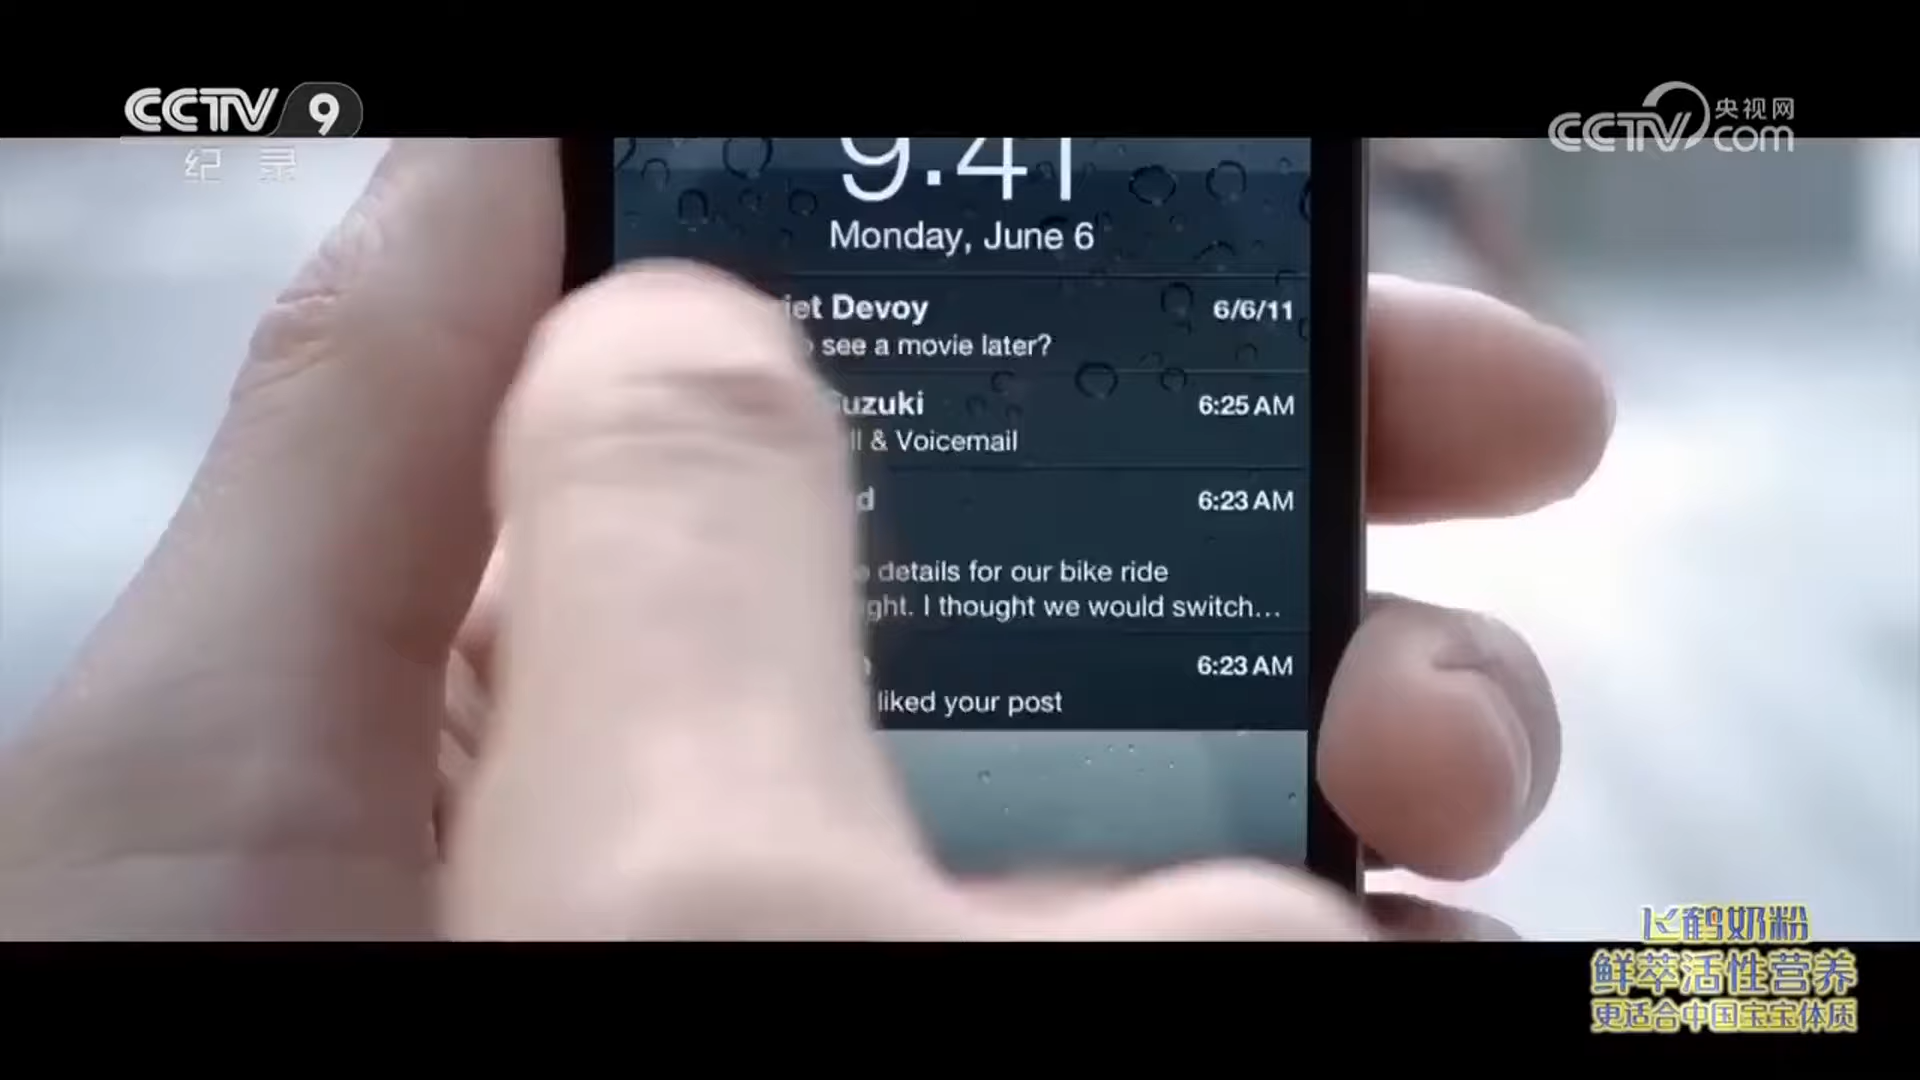 CCTV 9
纪 录
央视网
CCTV com
9:41
Monday, June 6
iet Devoy 6/6/11
see a movie later?
uzuki 6:25 AM
ll & Voicemail
d 6:23 AM
details for our bike ride
ght. I thought we would switch...
6:23 AM
liked your post
飞鹤奶粉
鲜萃活性营养
更适合中国宝宝体质